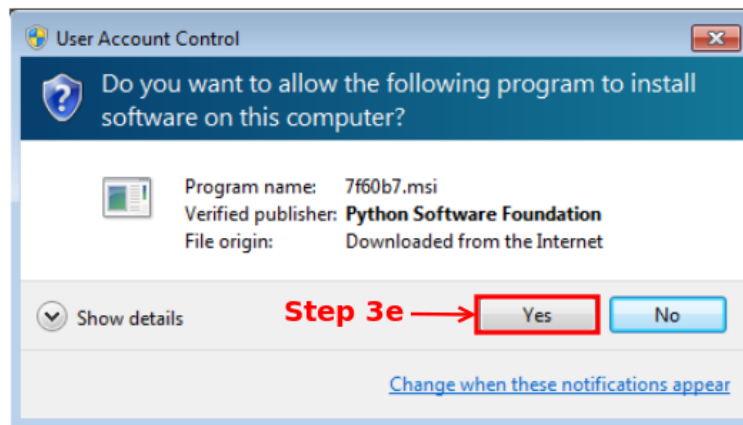 User Account Control
Do you want to allow the following program to install
software on this computer?
Program name: 7f60b7.msi
Verified publisher: Python Software Foundation
File origin: Downloaded from the Internet
Show details
Step 3e
Yes
No
Change when these notifications appear